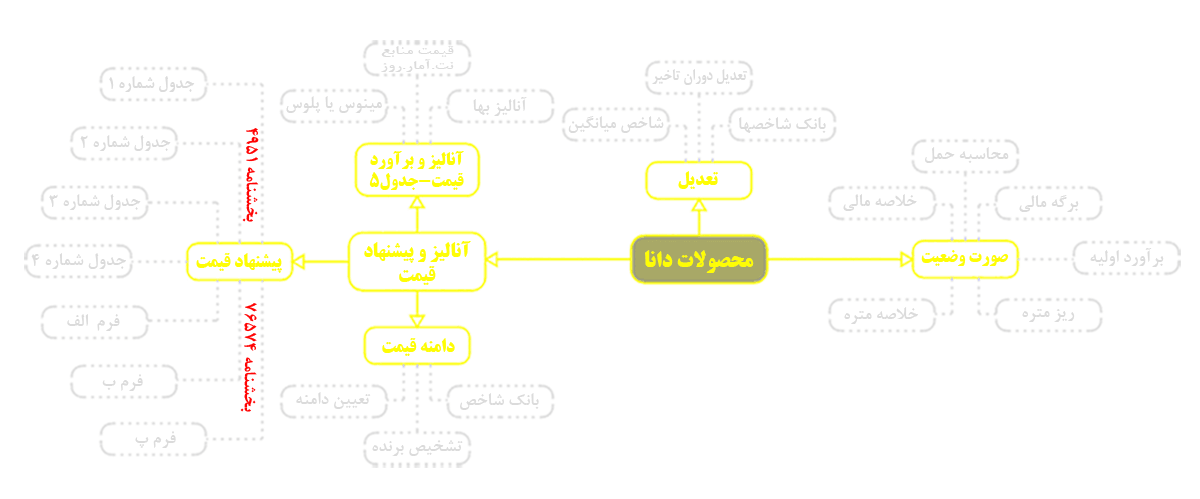 محصولات دانا
صورت وضعیت
محاسبه حمل
خلاصه مالی
برگه مالی
برآورد اولیه
ریز متره
خلاصه متره
تعدیل
تعدیل دوران تاخیر
بانک شاخصها
شاخص میانگین
آنالیز و پیشنهاد
قیمت
آنالیز و برآورد
قیمت-جدول۵
قیمت منابع
نت.آمار.روز
آنالیز بها
مینوس یا پلوس
دامنه قیمت
بانک شاخص
تعیین دامنه
تشخیص برنده
پیشنهاد قیمت
بخشنامه ۴۹۵۱
جدول شماره ۱
جدول شماره ۲
جدول شماره ۳
جدول شماره ۴
بخشنامه ۷۶۵۷۴
فرم الف
فرم ب
فرم پ